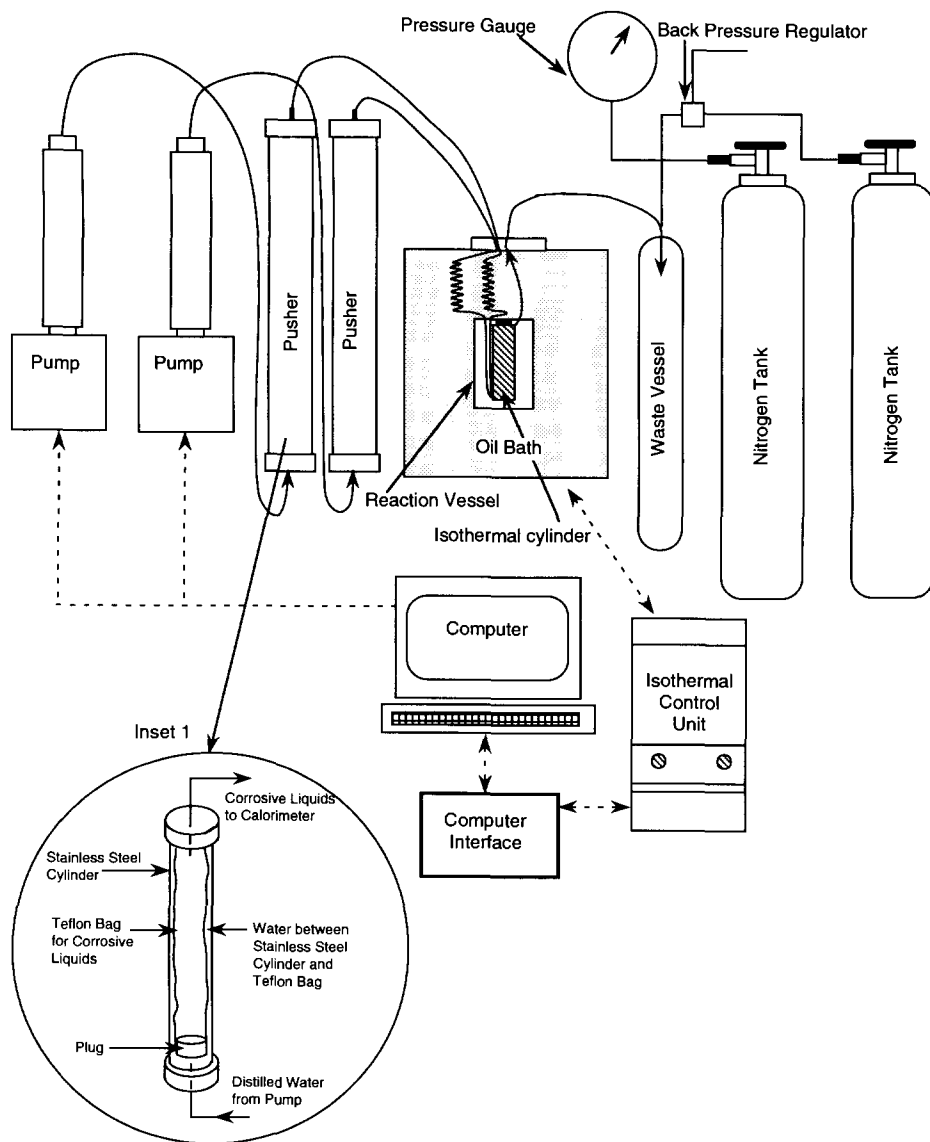 Pressure Gauge
Back Pressure Regulator
Pump
Pump
Pusher
Pusher
Oil Bath
Reaction Vessel
Isothermal cylinder
Waste Vessel
Nitrogen Tank
Nitrogen Tank
Computer
Isothermal
Control
Unit
Computer
Interface
Inset 1
Corrosive Liquids
to Calorimeter
Stainless Steel
Cylinder
Teflon Bag
for Corrosive
Liquids
Water between
Stainless Steel
Cylinder and
Teflon Bag
Plug
Distilled Water
from Pump